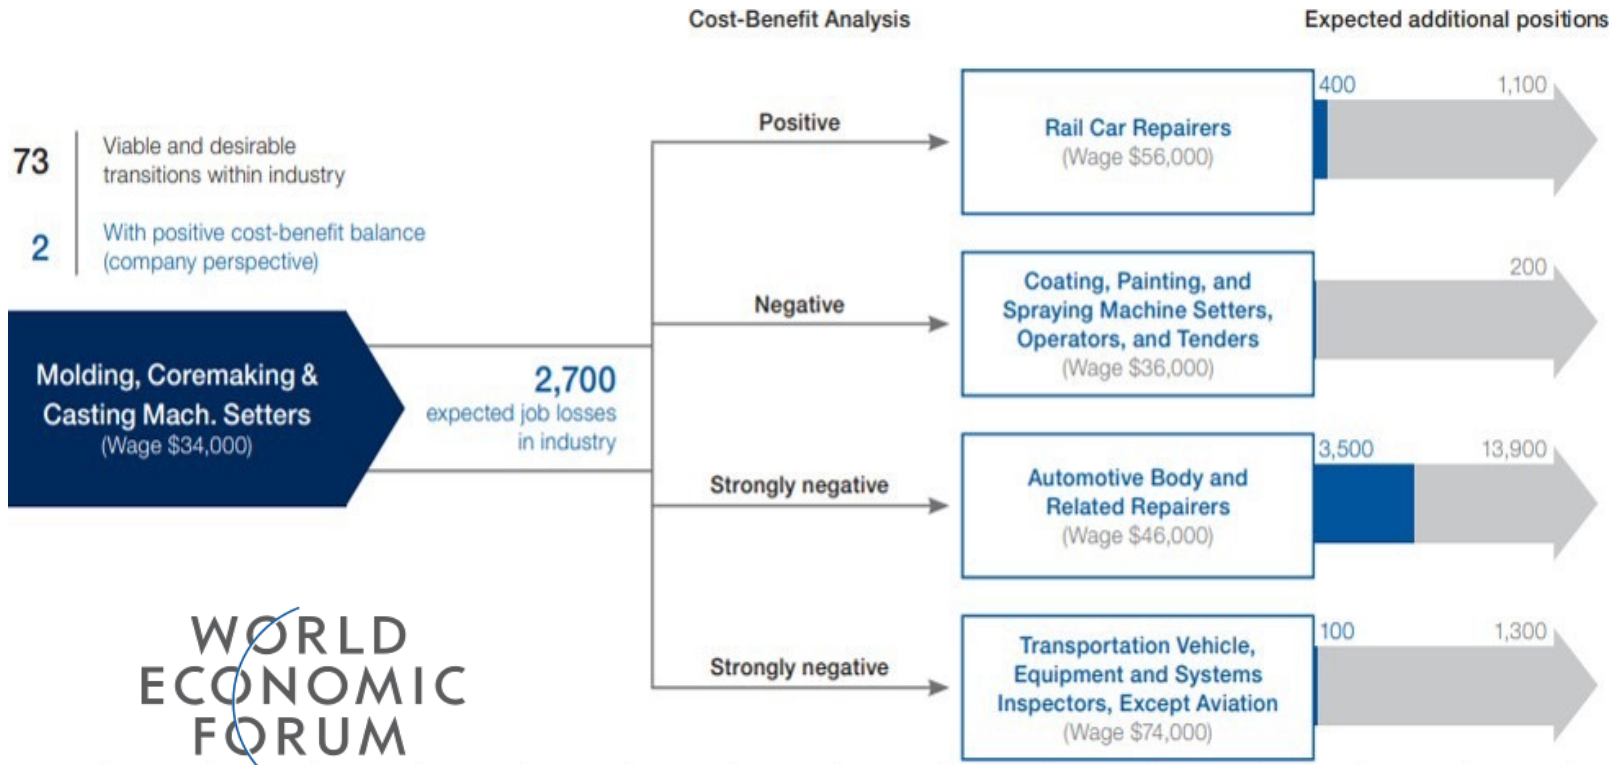 Cost-Benefit Analysis
Expected additional positions
73
Viable and desirable
transitions within industry
2
With positive cost-benefit balance
(company perspective)
Molding, Coremaking &
Casting Mach. Setters
(Wage $34,000)
2,700
expected job losses
in industry
Positive
Rail Car Repairers
(Wage $56,000)
400
1,100
Negative
Coating, Painting, and
Spraying Machine Setters,
Operators, and Tenders
(Wage $36,000)
200
Strongly negative
Automotive Body and
Related Repairers
(Wage $46,000)
3,500
13,900
Strongly negative
Transportation Vehicle,
Equipment and Systems
Inspectors, Except Aviation
(Wage $74,000)
100
1,300
WORLD
ECONOMIC
FORUM